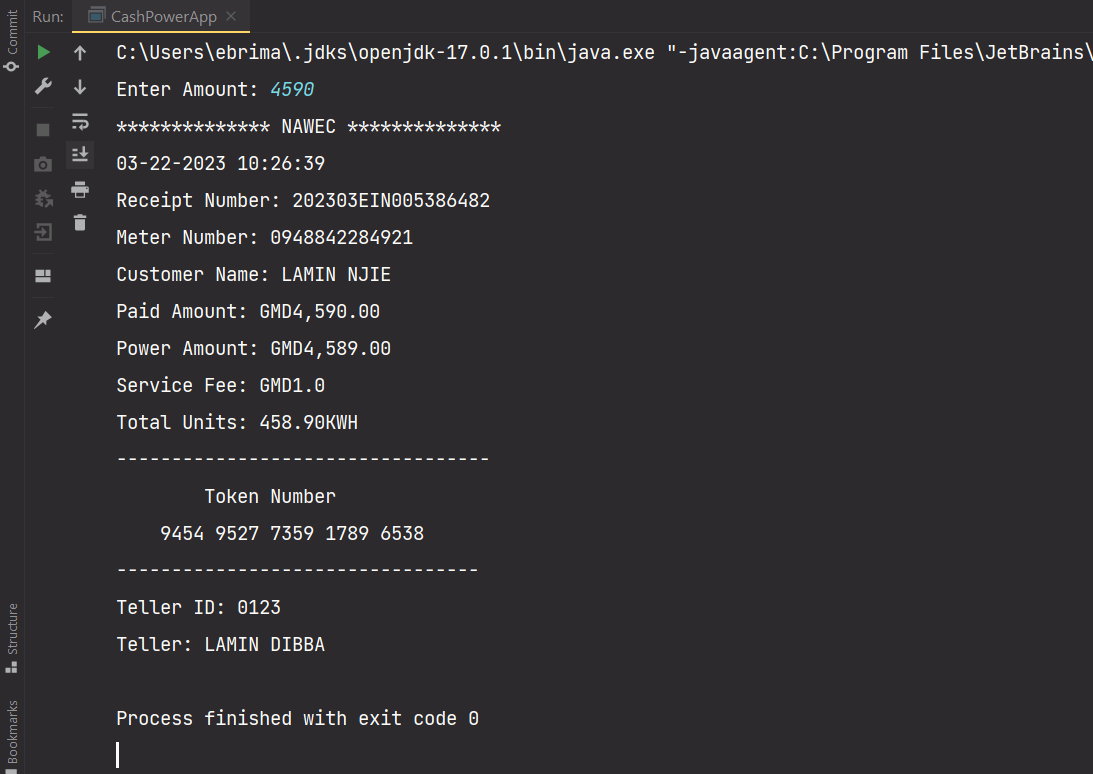 Commit
Run: CashPowerApp
C:\Users\ebrima\.jdks\openjdk-17.0.1\bin\java.exe "-javaagent:C:\Program Files\JetBrains\
Enter Amount: 4590
************** NAWEC **************
03-22-2023 10:26:39
Receipt Number: 202303EIN005386482
Meter Number: 0948842284921
Customer Name: LAMIN NJIE
Paid Amount: GMD4,590.00
Power Amount: GMD4,589.00
Service Fee: GMD1.0
Total Units: 458.90KWH
----------------------------------
Token Number
9454 9527 7359 1789 6538
---------------------------------
Teller ID: 0123
Teller: LAMIN DIBBA
Process finished with exit code 0
Structure
Bookmarks